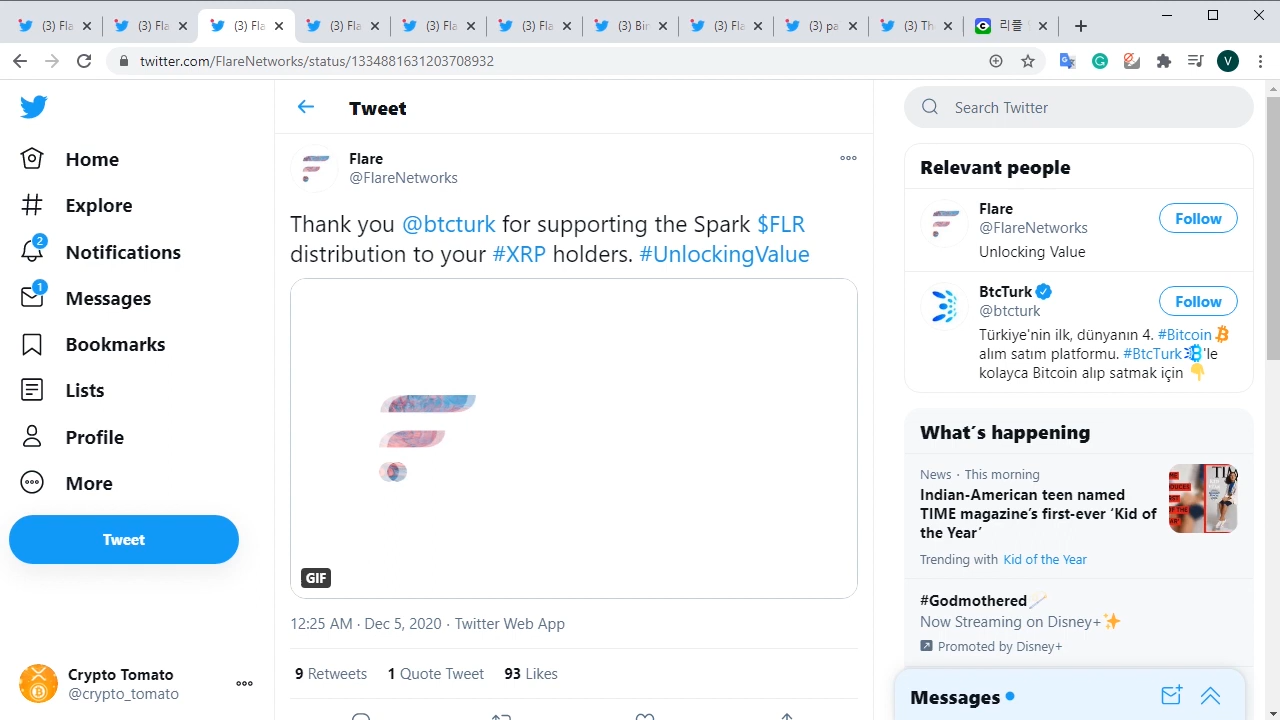 (3) Fla
(3) Fla
(3) Fla
(3) Fla
(3) Fla
(3) Fla
(3) Bin
(3) Fla
(3) pa
(3) Th
리플
twitter.com/FlareNetworks/status/1334881631203708932
V
Home
Explore
2
Notifications
1
Messages
Bookmarks
Lists
Profile
More
Tweet
Crypto Tomato
@crypto_tomato
Tweet
Flare
@FlareNetworks
Thank you @btcturk for supporting the Spark $FLR
distribution to your #XRP holders. #UnlockingValue
GIF
12:25 AM · Dec 5, 2020 · Twitter Web App
9 Retweets 1 Quote Tweet 93 Likes
Search Twitter
Relevant people
Flare
@FlareNetworks
Follow
Unlocking Value
BtcTurk
@btcturk
Follow
Türkiye'nin ilk, dünyanın 4. #Bitcoin
alım satım platformu. #BtcTurk'le
kolayca Bitcoin alıp satmak için
What's happening
News · This morning
Indian-American teen named
TIME magazine's first-ever 'Kid of
the Year'
Trending with Kid of the Year
#Godmothered
Now Streaming on Disney+
Promoted by Disney+
Messages